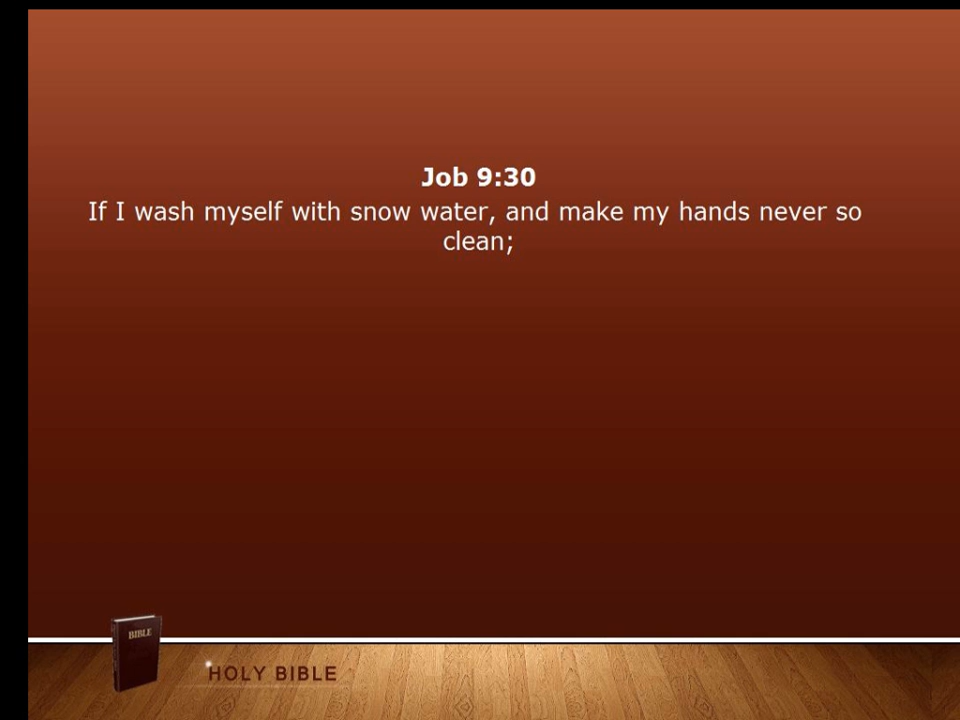 Job 9:30
If I wash myself with snow water, and make my hands never so
clean;
BIBLE
HOLY BIBLE